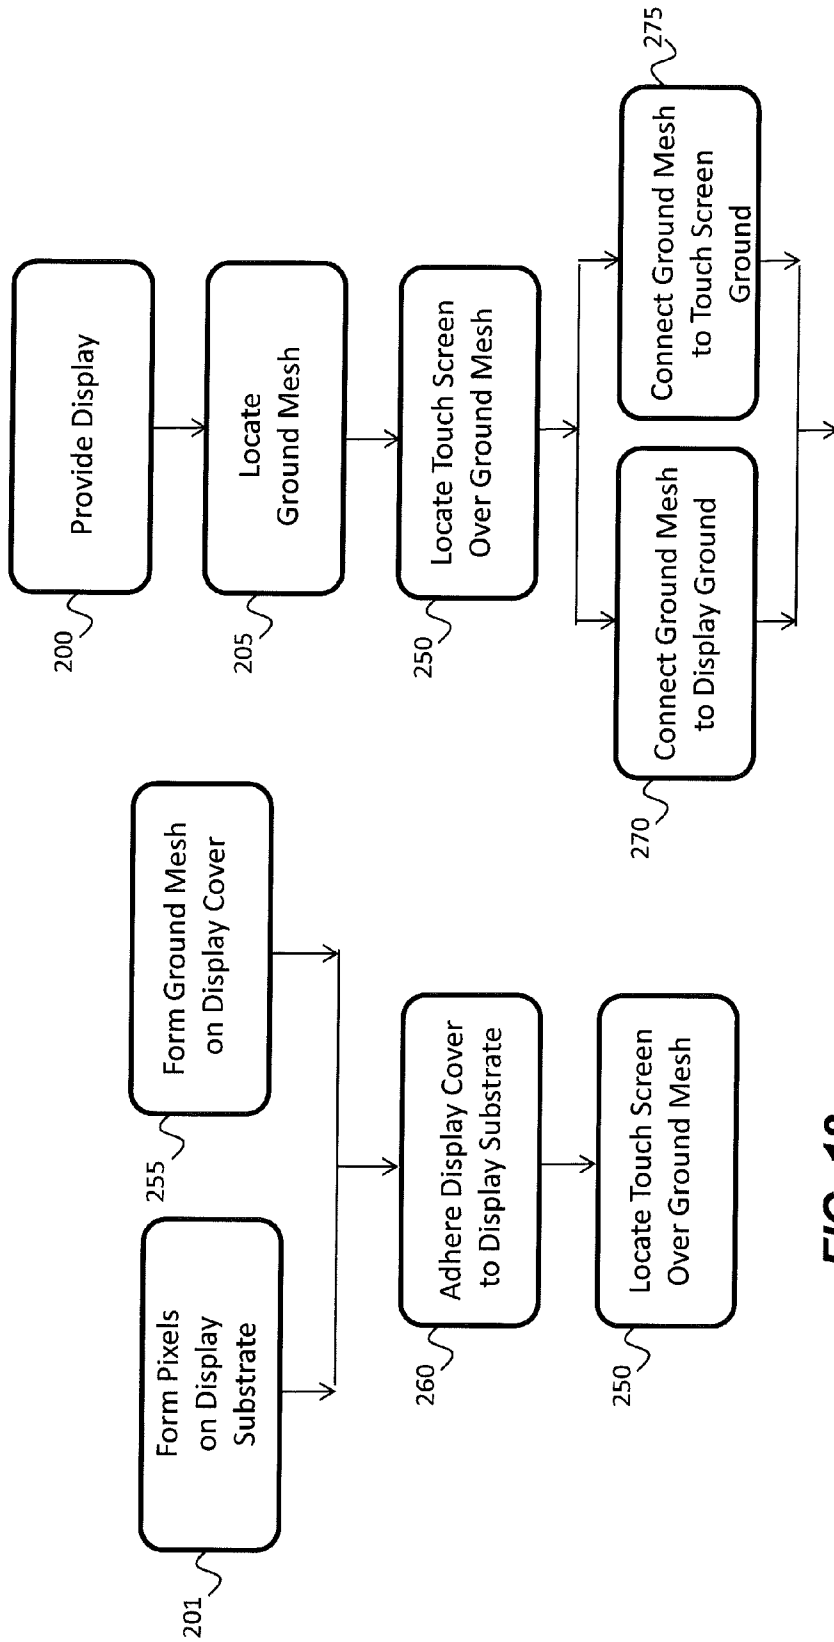 201
Form Pixels
on Display
Substrate
255
Form Ground Mesh
on Display Cover
260
Adhere Display Cover
to Display Substrate
250
Locate Touch Screen
Over Ground Mesh
200
Provide Display
205
Locate
Ground Mesh
250
Locate Touch Screen
Over Ground Mesh
270
Connect Ground Mesh
to Display Ground
275
Connect Ground Mesh
to Touch Screen
Ground
FIG.